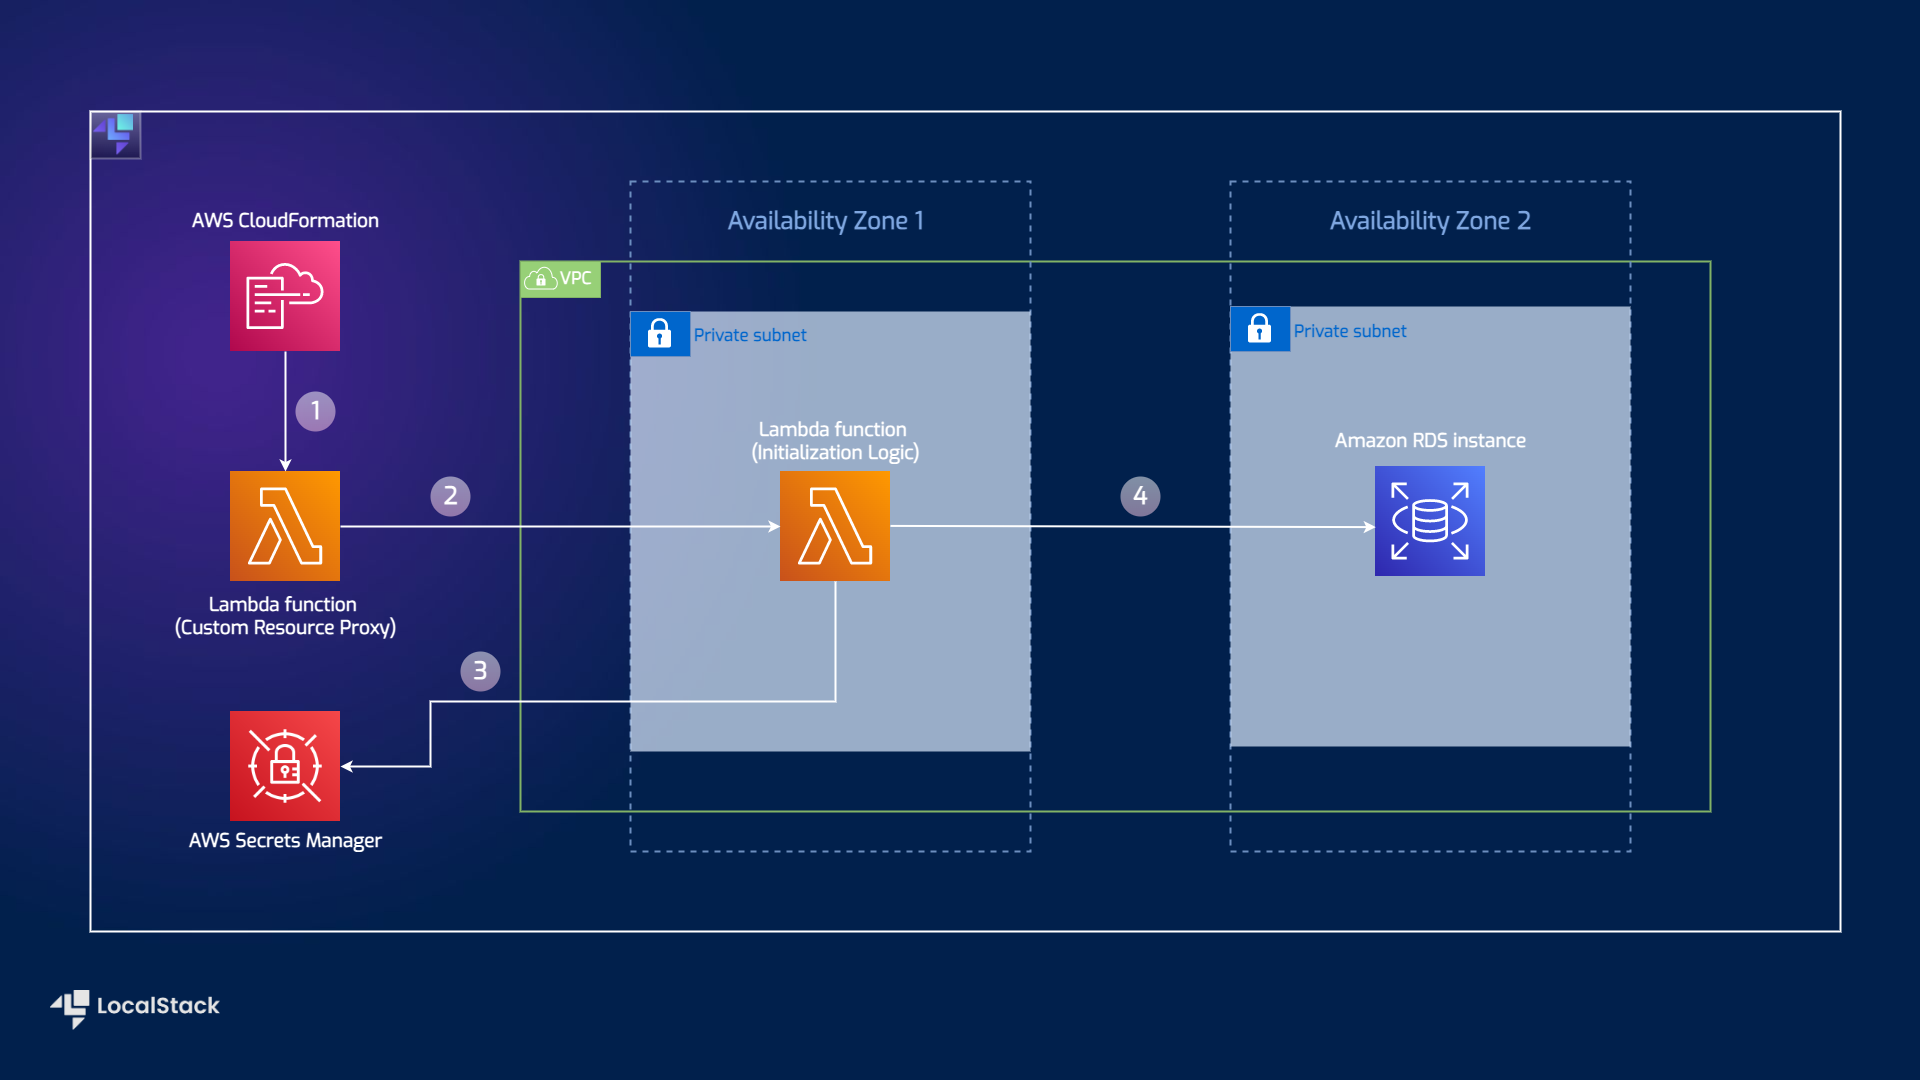 AWS CloudFormation
Availability Zone 1
Availability Zone 2
VPC
Private subnet
Private subnet
1
Lambda function
(Initialization Logic)
Amazon RDS instance
2
4
Lambda function
(Custom Resource Proxy)
3
AWS Secrets Manager
LocalStack